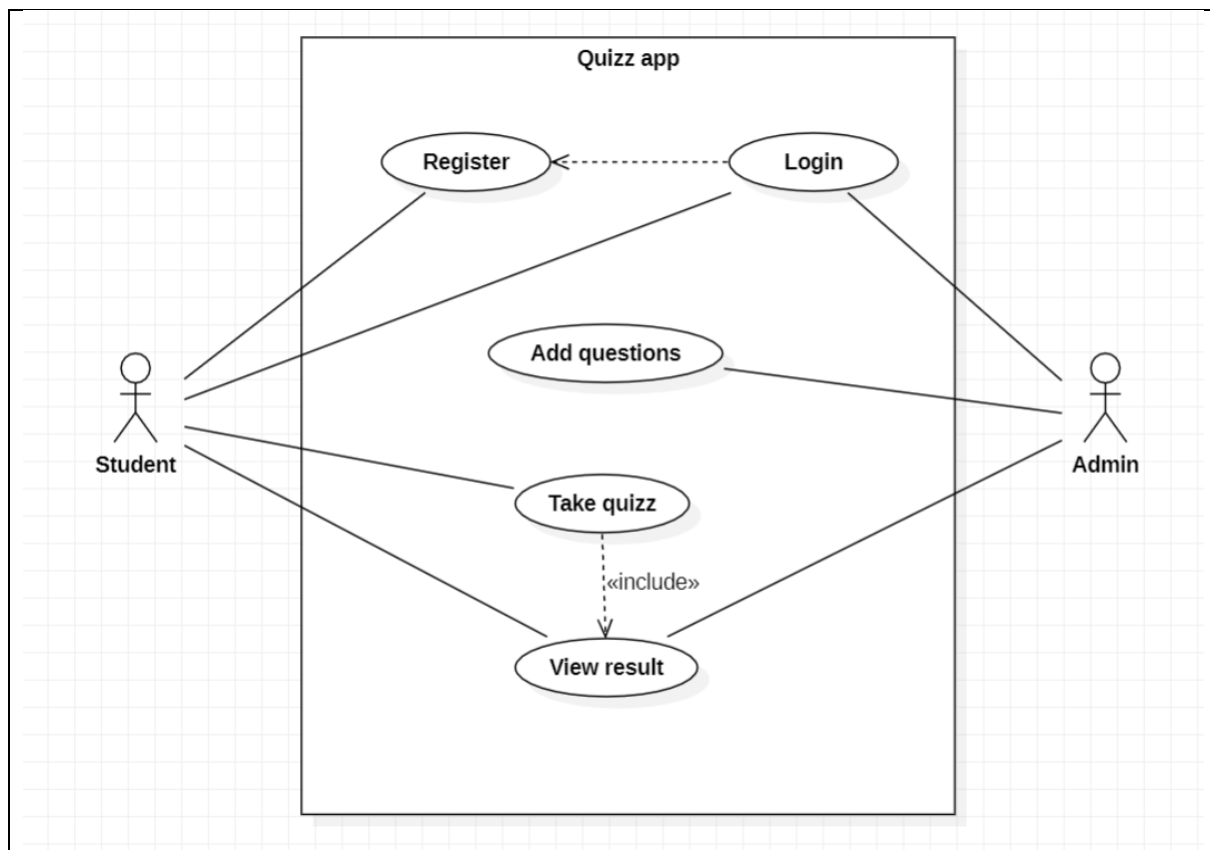 Quizz app
Register
Login
Add questions
Student
Admin
Take quizz
«include»
View result